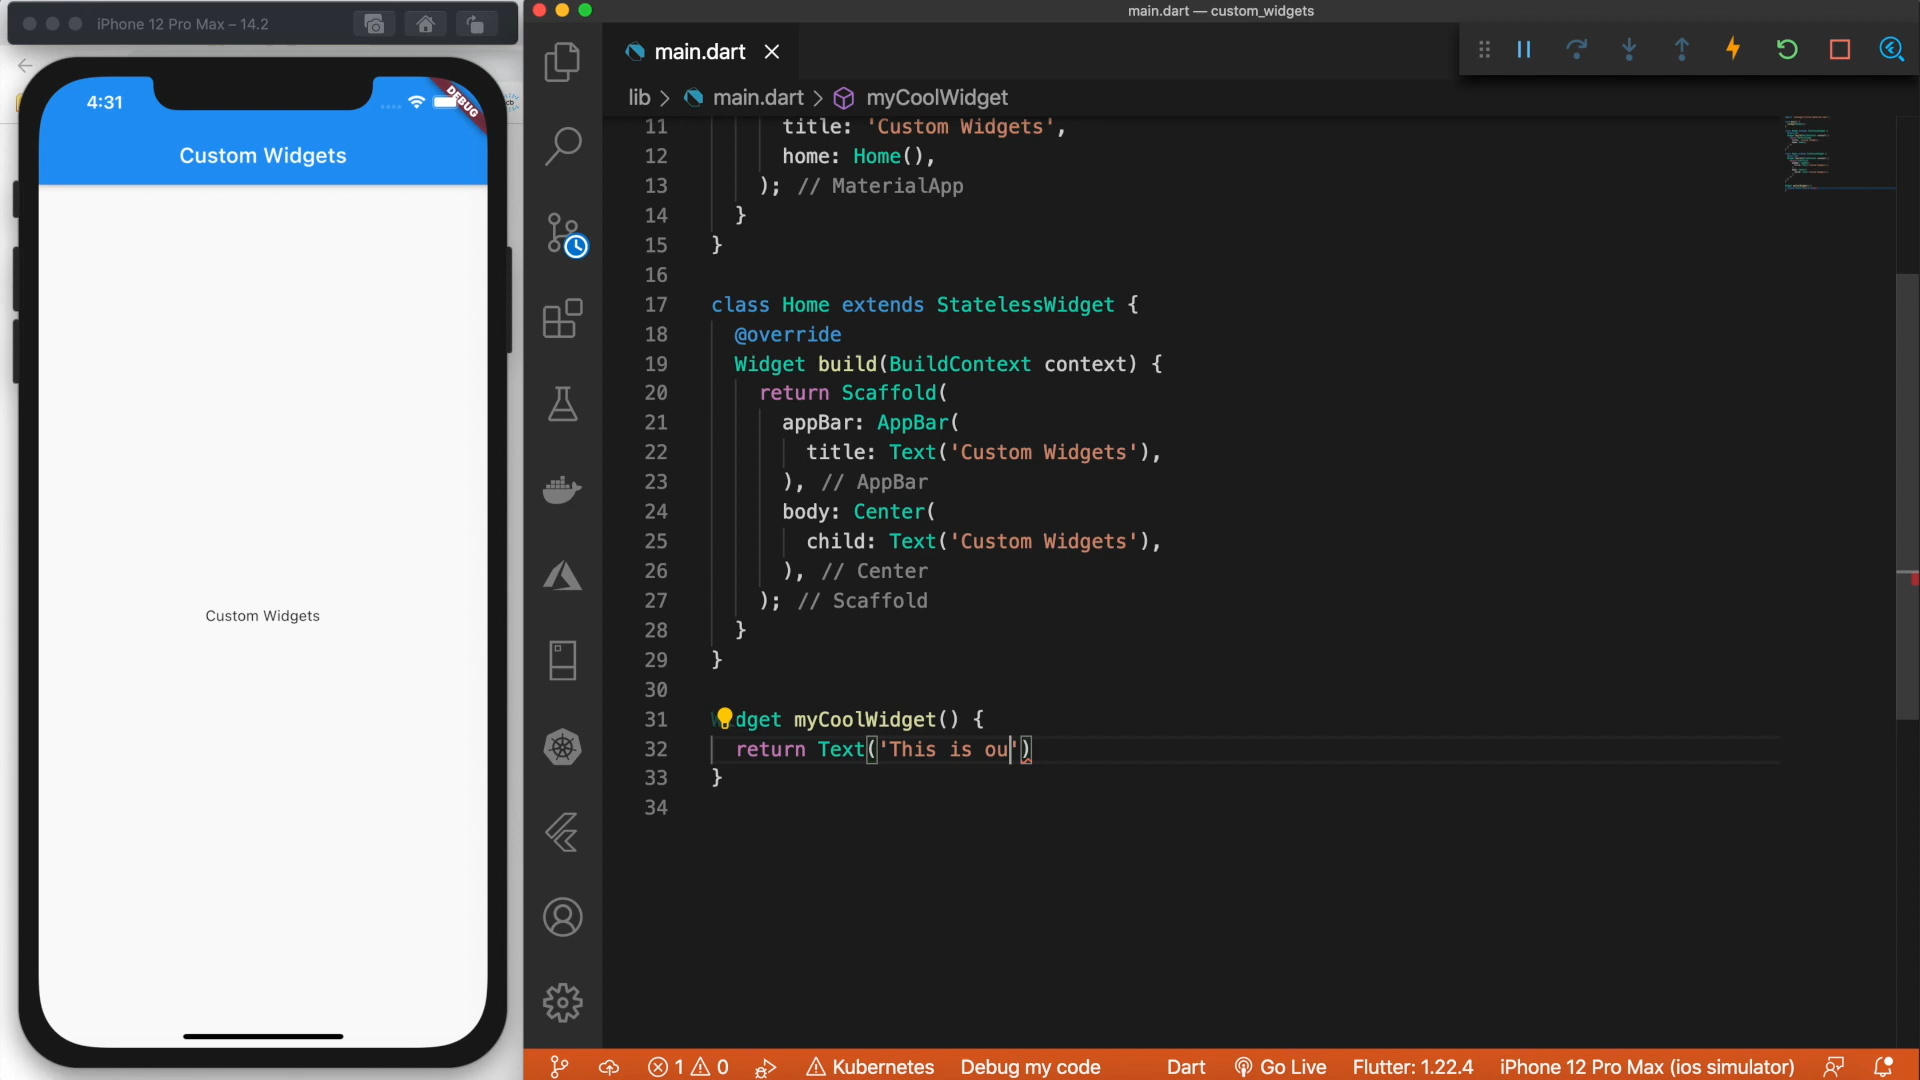 iPhone 12 Pro Max – 14.2
4:31
DEBUG
Custom Widgets
Custom Widgets
main.dart — custom_widgets
main.dart
lib > main.dart > myCoolWidget
11 title: 'Custom Widgets',
12 home: Home(),
13 ); // MaterialApp
14 }
15 }
16
17 class Home extends StatelessWidget {
18 @override
19 Widget build(BuildContext context) {
20 return Scaffold(
21 appBar: AppBar(
22 title: Text('Custom Widgets'),
23 ), // AppBar
24 body: Center(
25 child: Text('Custom Widgets'),
26 ), // Center
27 ); // Scaffold
28 }
29 }
30
31 Widget myCoolWidget() {
32 return Text('This is ou')
33 }
34
1 0 Kubernetes Debug my code Dart Go Live Flutter: 1.22.4 iPhone 12 Pro Max (ios simulator)